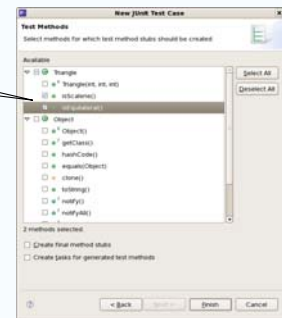 New JUnit Test Case
Test Methods
Select methods for which test method stubs should be created
Available
Triangle
Triangle(int, int, int)
isScalene()
isEquilateral()
Object
Object()
getClass()
hashCode()
equals(Object)
clone()
toString()
notify()
notifyAll()
Select All
Deselect All
2 methods selected.
Create final method stubs
Create tasks for generated test methods
< Back
Next >
Finish
Cancel